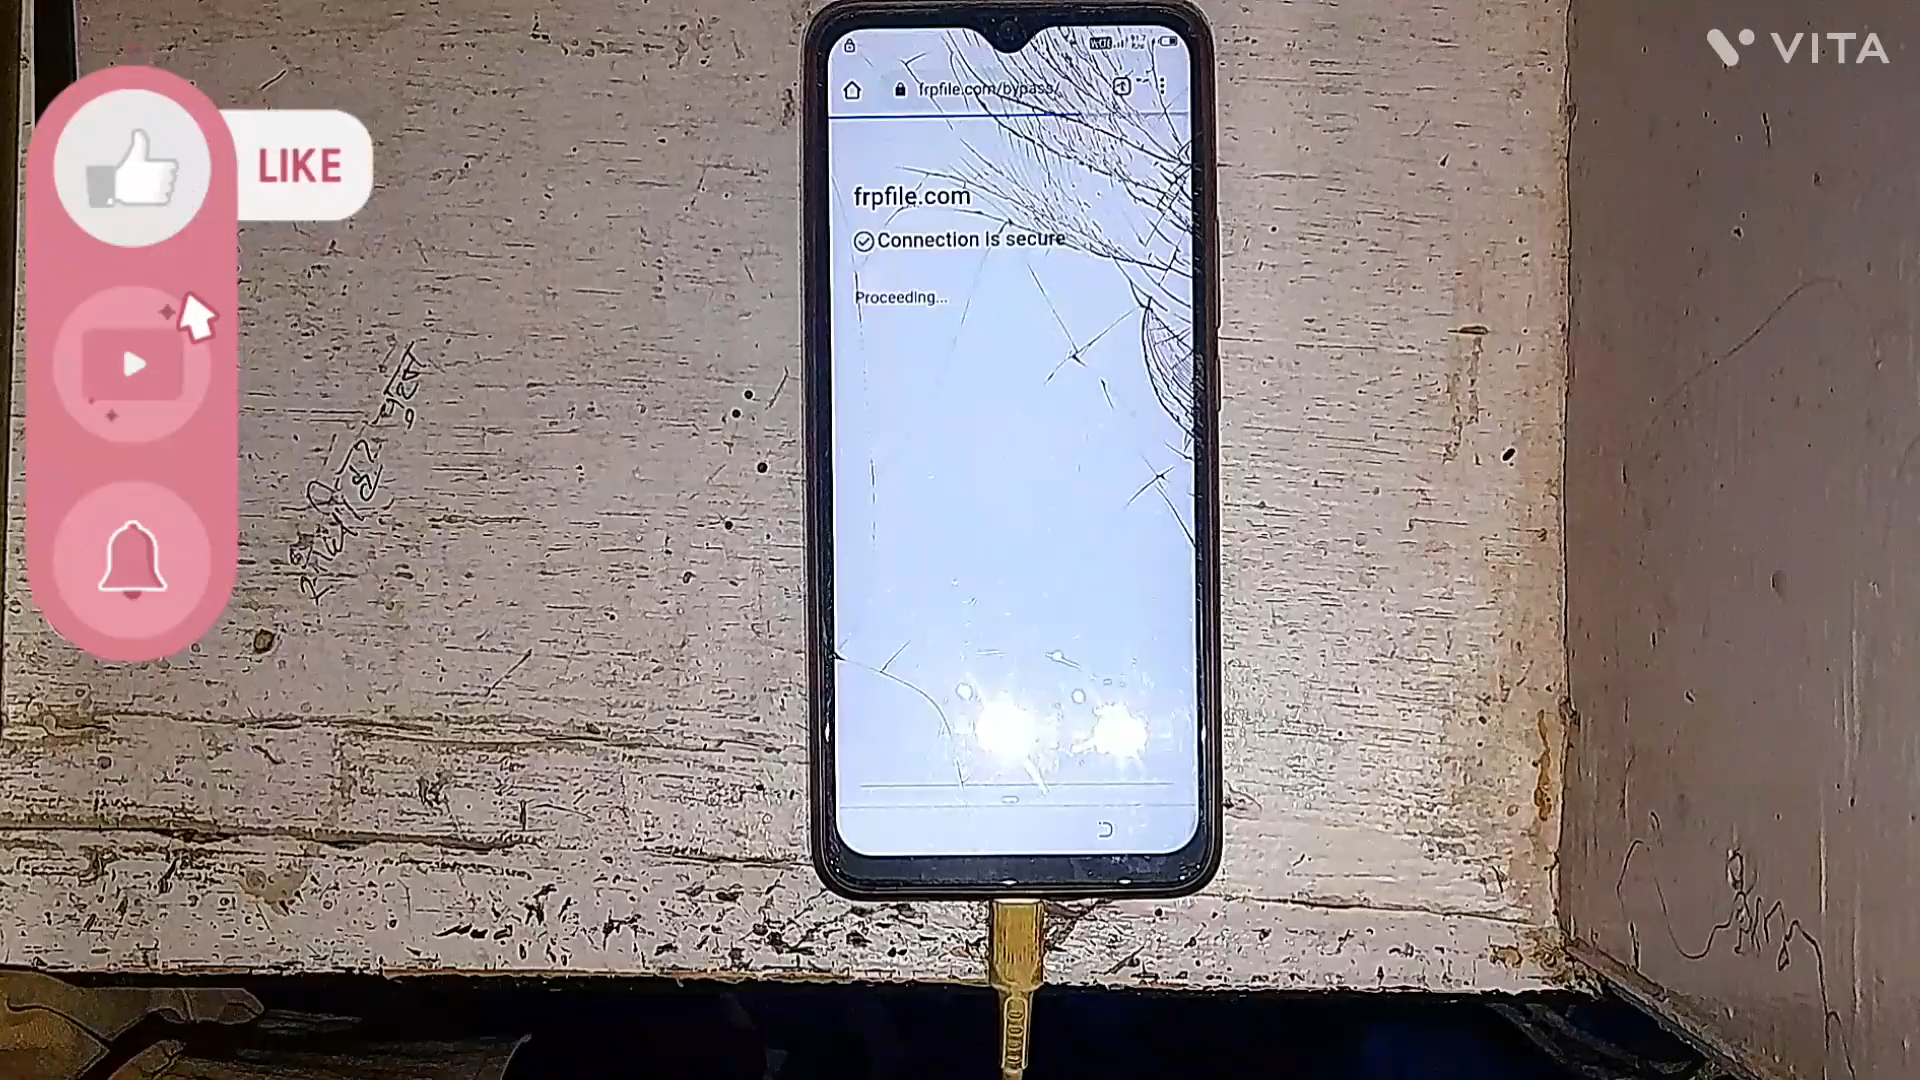 VITA
LIKE
frpfile.com/bypass/
frpfile.com
Connection is secure
Proceeding...